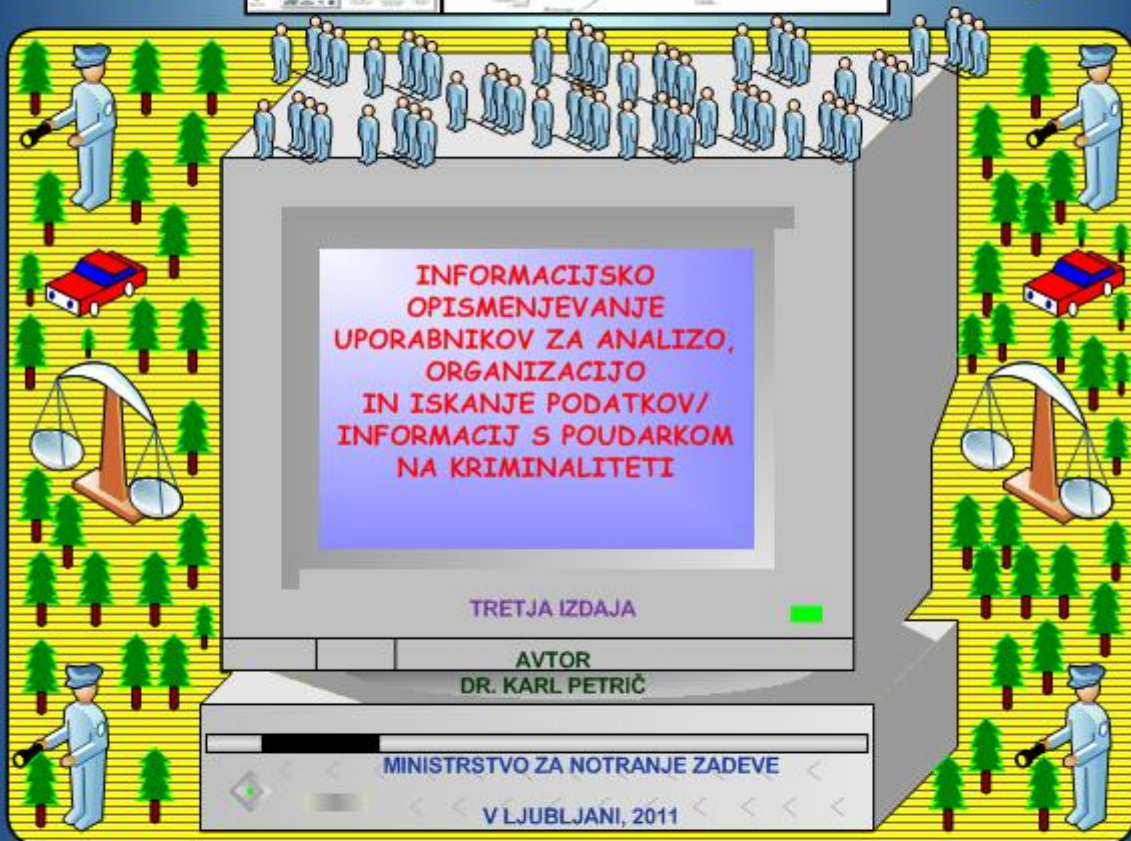 INFORMACIJSKO
OPISMENJEVANJE
UPORABNIKOV ZA ANALIZO,
ORGANIZACIJO
IN ISKANJE PODATKOV/
INFORMACIJ S POUDARKOM
NA KRIMINALITETI
TRETJA IZDAJA
AVTOR
DR. KARL PETRIČ
MINISTRSTVO ZA NOTRANJE ZADEVE
V LJUBLJANI, 2011